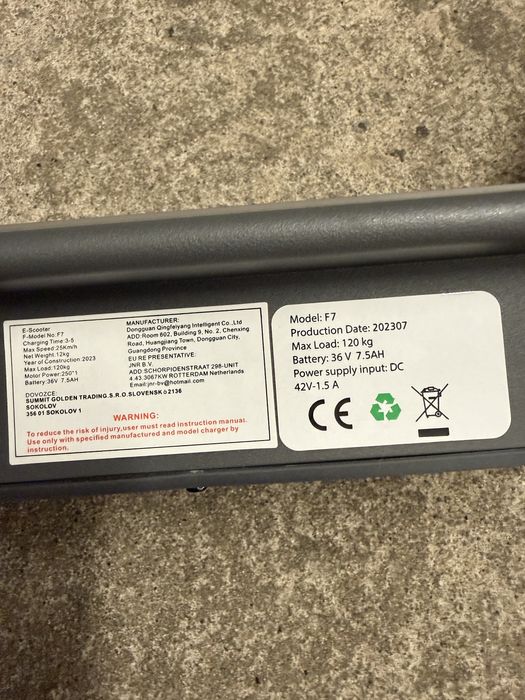 E-Scooter
F-Model No:F7
Charging Time:3-5
Max Speed:25Km/h
Net Weight:12kg
Year of Construction:2023
Max Load:120kg
Motor Power:250*1
Battery:36V 7.5AH
MANUFACTURER:
Dongguan Qingfeiyang Intelligent Co.,Ltd
ADD:Room 602, Building 9, No. 2, Chenxing
Road, Huangjiang Town, Dongguan City,
Guangdong Province
EU RE PRESENTATIVE:
JNR B.V.
ADD:SCHORPIOENSTRAAT 298-UNIT
4.43.3067KW ROTTERDAM Netherlands
Email:jnr-bv@hotmail.com
DOVOZCE:
SUMMIT GOLDEN TRADING.S.R.O.SLOVENSKá 2136
SOKOLOV
356 01 SOKOLOV 1
WARNING:
To reduce the risk of injury,user must read instruction manual.
Use only with specified manufactured and model charger by
instruction.
Model: F7
Production Date: 202307
Max Load: 120 kg
Battery: 36 V 7.5AH
Power supply input: DC
42V-1.5 A
CE